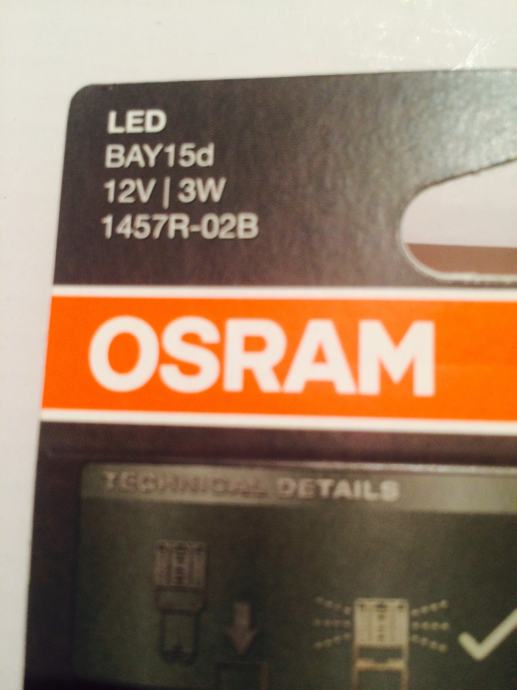 LED
BAY15d
12V | 3W
1457R-02B
OSRAM
TECHNICAL DETAILS